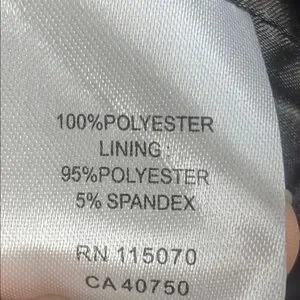 100%POLYESTER
LINING :
95%POLYESTER
5% SPANDEX
RN 115070
CA 40750